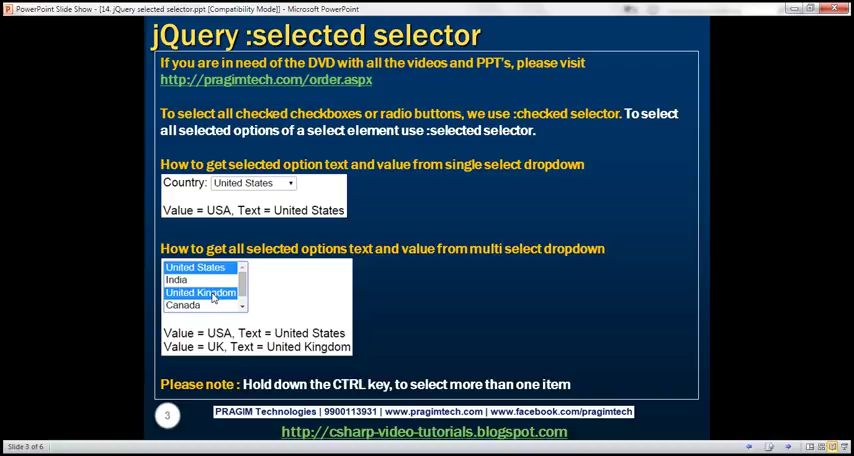 PowerPoint Slide Show - [14. jQuery selected selector.ppt [Compatibility Mode]] - Microsoft PowerPoint
jQuery :selected selector
If you are in need of the DVD with all the videos and PPT's, please visit
http://pragimtech.com/order.aspx
To select all checked checkboxes or radio buttons, we use :checked selector. To select
all selected options of a select element use :selected selector.
How to get selected option text and value from single select dropdown
Country: United States
Value = USA, Text = United States
How to get all selected options text and value from multi select dropdown
United States
India
United Kingdom
Canada
Value = USA, Text = United States
Value = UK, Text = United Kingdom
Please note : Hold down the CTRL key, to select more than one item
3
PRAGIM Technologies | 9900113931 | www.pragimtech.com | www.facebook.com/pragimtech
http://csharp-video-tutorials.blogspot.com
Slide 3 of 6